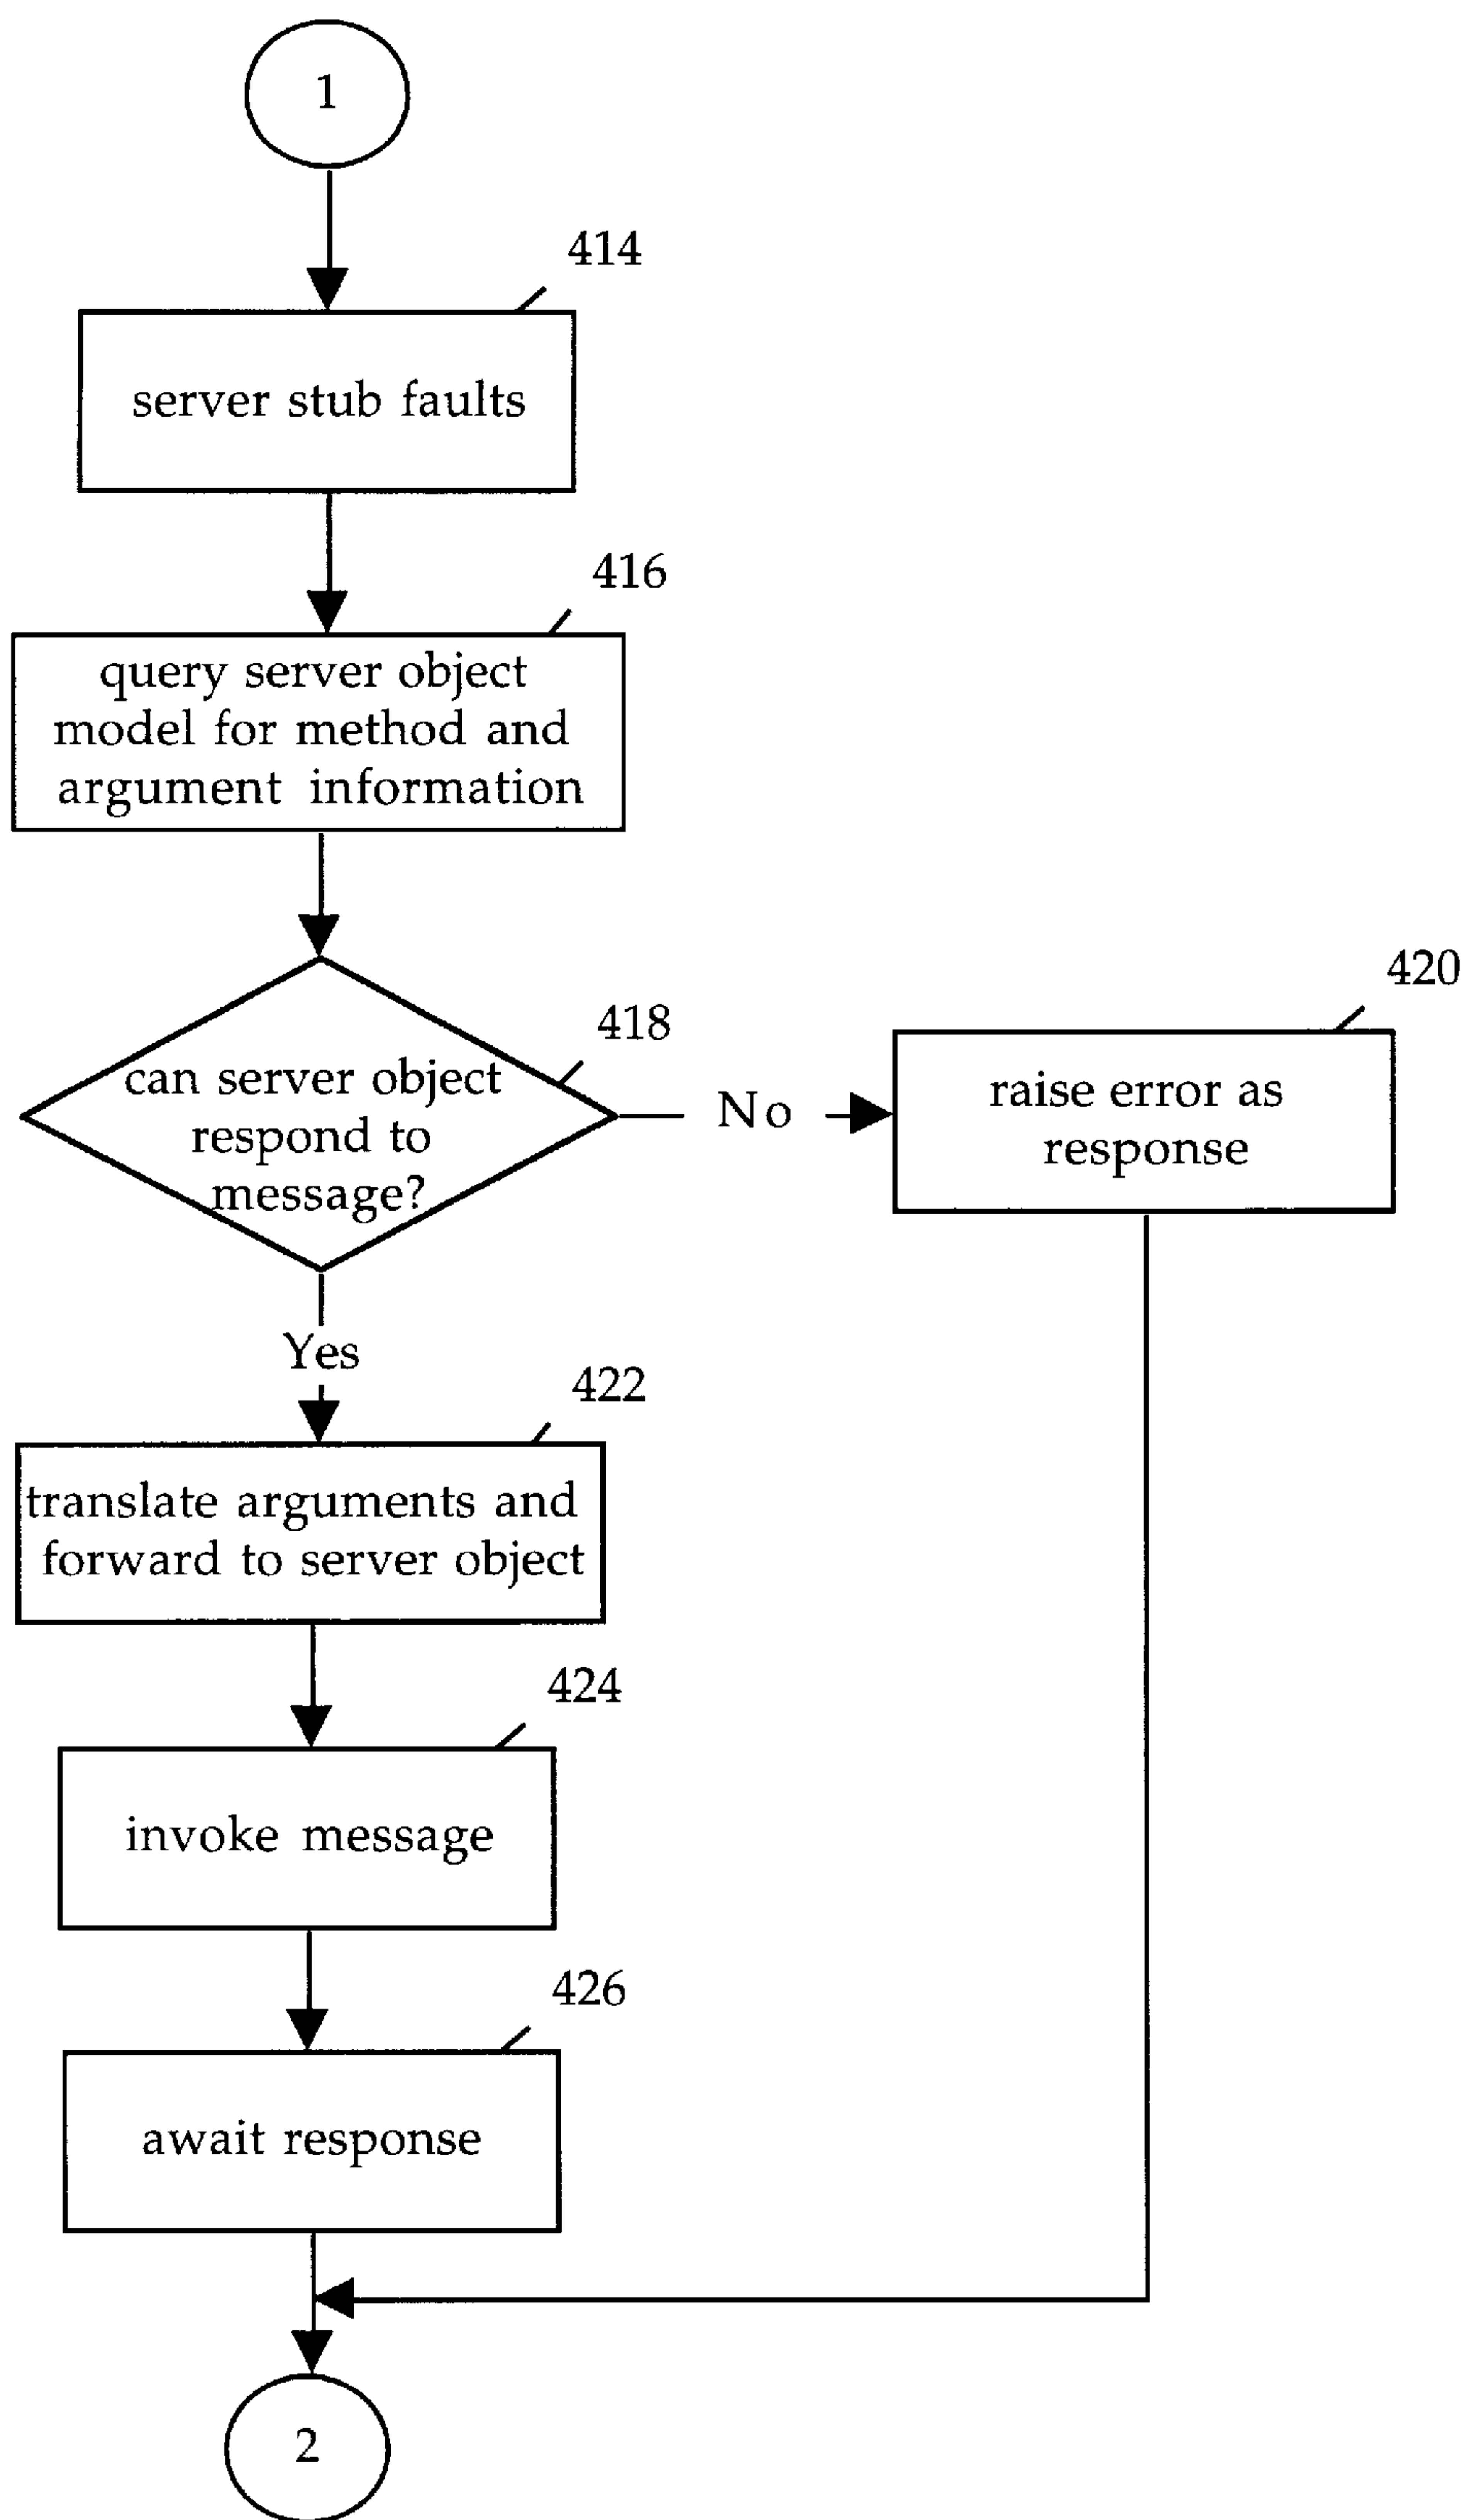 1
414
server stub faults
416
query server object
model for method and
argument information
418
can server object
respond to
message?
No
420
raise error as
response
Yes
422
translate arguments and
forward to server object
424
invoke message
426
await response
2